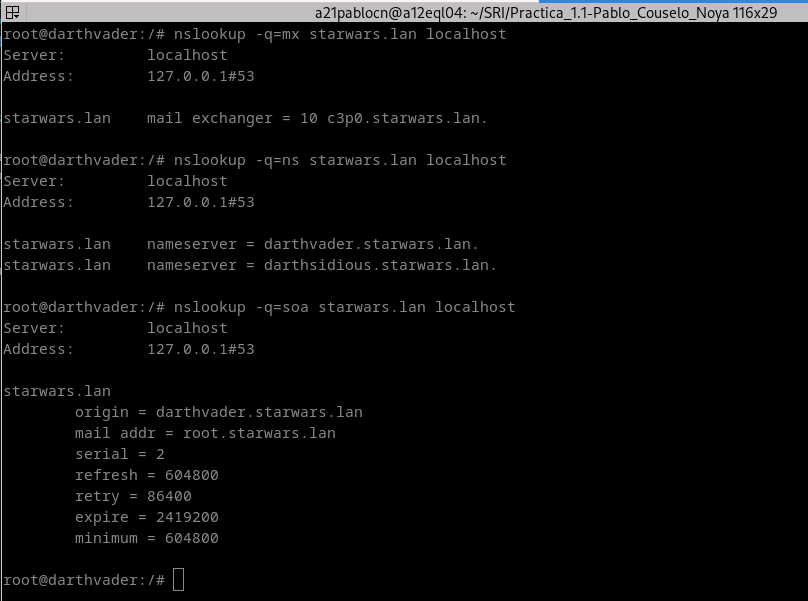 a21pablocn@a12eql04: ~/SRI/Practica_1.1-Pablo_Couselo_Noya 116x29
root@darthvader:/# nslookup -q=mx starwars.lan localhost
Server:         localhost
Address:        127.0.0.1#53
starwars.lan    mail exchanger = 10 c3p0.starwars.lan.
root@darthvader:/# nslookup -q=ns starwars.lan localhost
Server:         localhost
Address:        127.0.0.1#53
starwars.lan    nameserver = darthvader.starwars.lan.
starwars.lan    nameserver = darthsidious.starwars.lan.
root@darthvader:/# nslookup -q=soa starwars.lan localhost
Server:         localhost
Address:        127.0.0.1#53
starwars.lan
        origin = darthvader.starwars.lan
        mail addr = root.starwars.lan
        serial = 2
        refresh = 604800
        retry = 86400
        expire = 2419200
        minimum = 604800
root@darthvader:/#